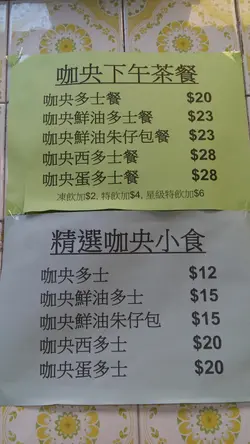 咖央下午茶餐
咖央多士餐 $20
咖央鮮油多士餐 $23
咖央鮮油朱仔包餐 $23
咖央西多士餐 $28
咖央蛋多士餐 $28
凍飲加$2, 特飲加$4, 星級特飲加$6
精選咖央小食
咖央多士 $12
咖央鮮油多士 $15
咖央鮮油朱仔包 $15
咖央西多士 $20
咖央蛋多士 $20